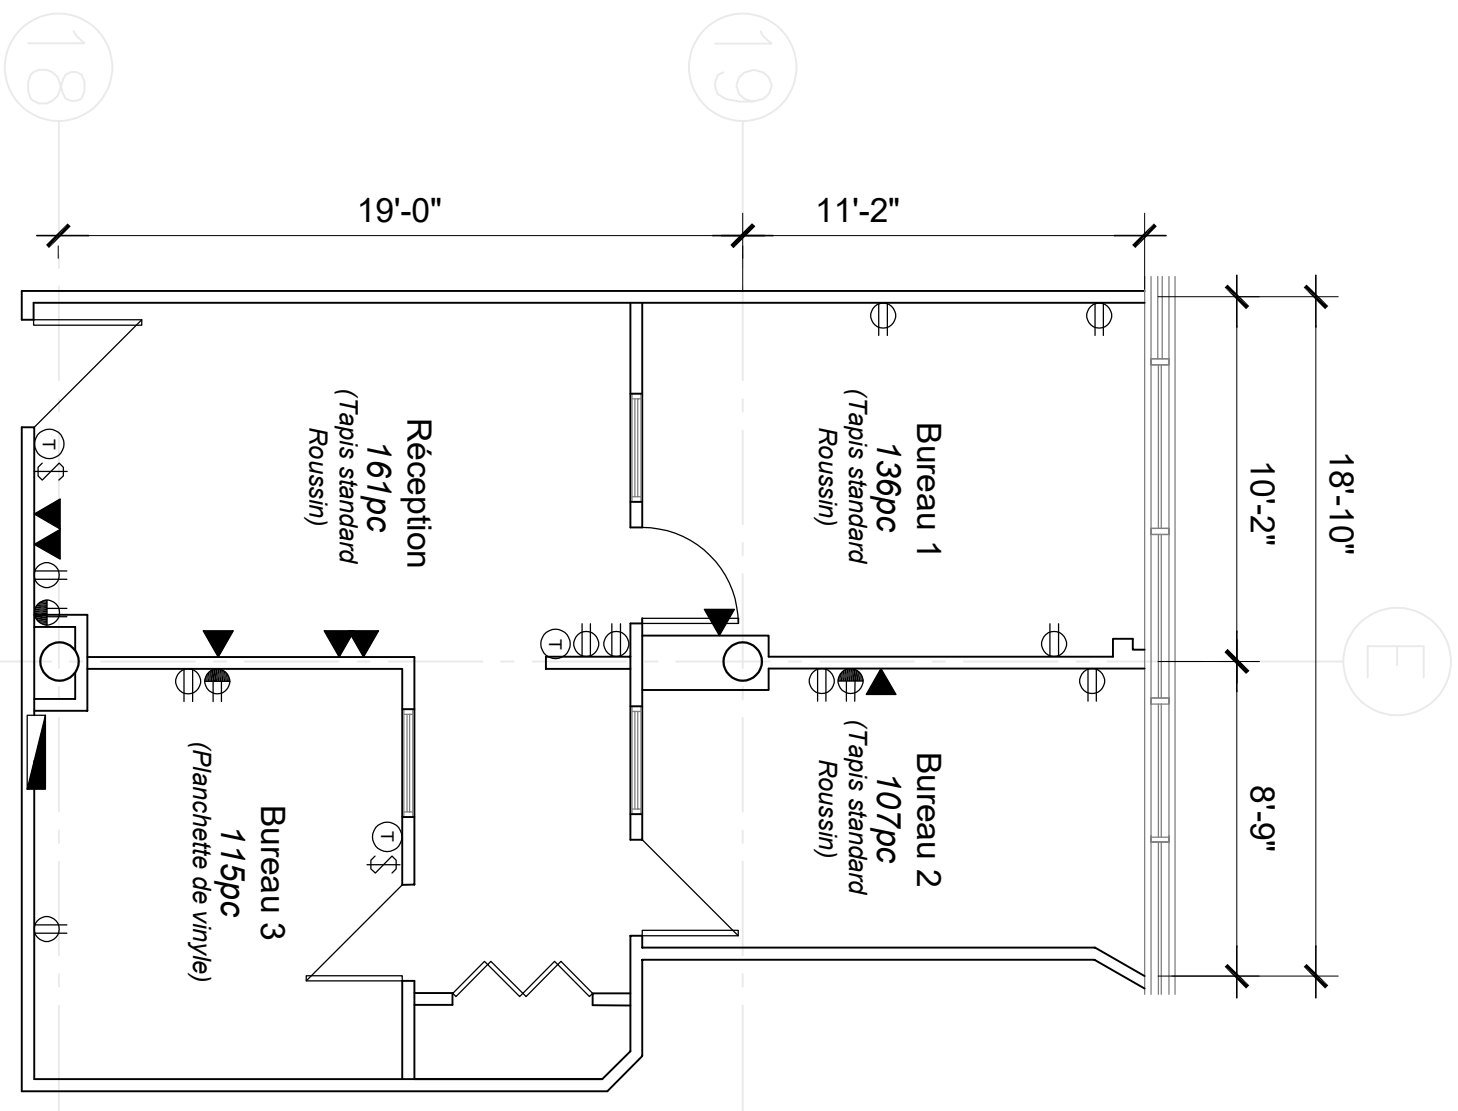 18
19
19'-0"
11'-2"
18'-10"
10'-2"
8'-9"
E
Réception
161pc
(Tapis standard
Roussin)
Bureau 1
136pc
(Tapis standard
Roussin)
Bureau 2
107pc
(Tapis standard
Roussin)
Bureau 3
115pc
(Planchette de vinyle)
T
$
T
T
$